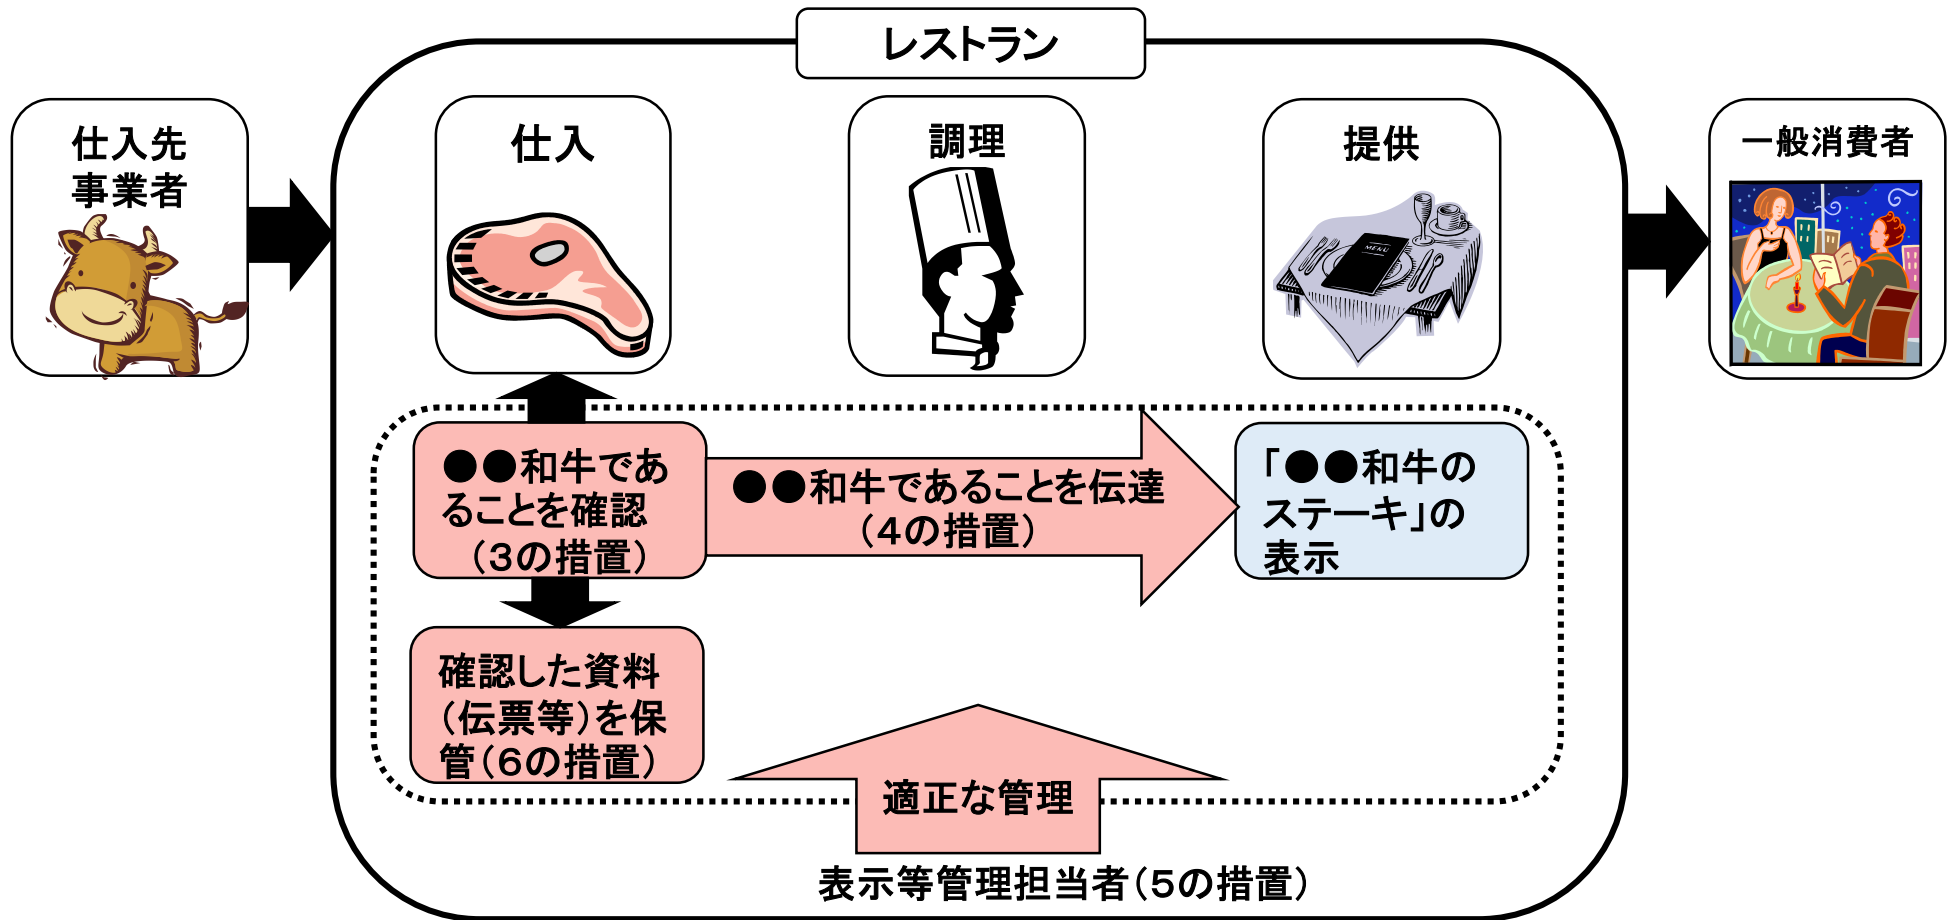 レストラン
仕入先
事業者
仕入
調理
提供
一般消費者
MENU
●●和牛であ
ることを確認
(3の措置)
●●和牛であることを伝達
(4の措置)
「●●和牛の
ステーキ」の
表示
確認した資料
(伝票等)を保
管(6の措置)
適正な管理
表示等管理担当者(5の措置)